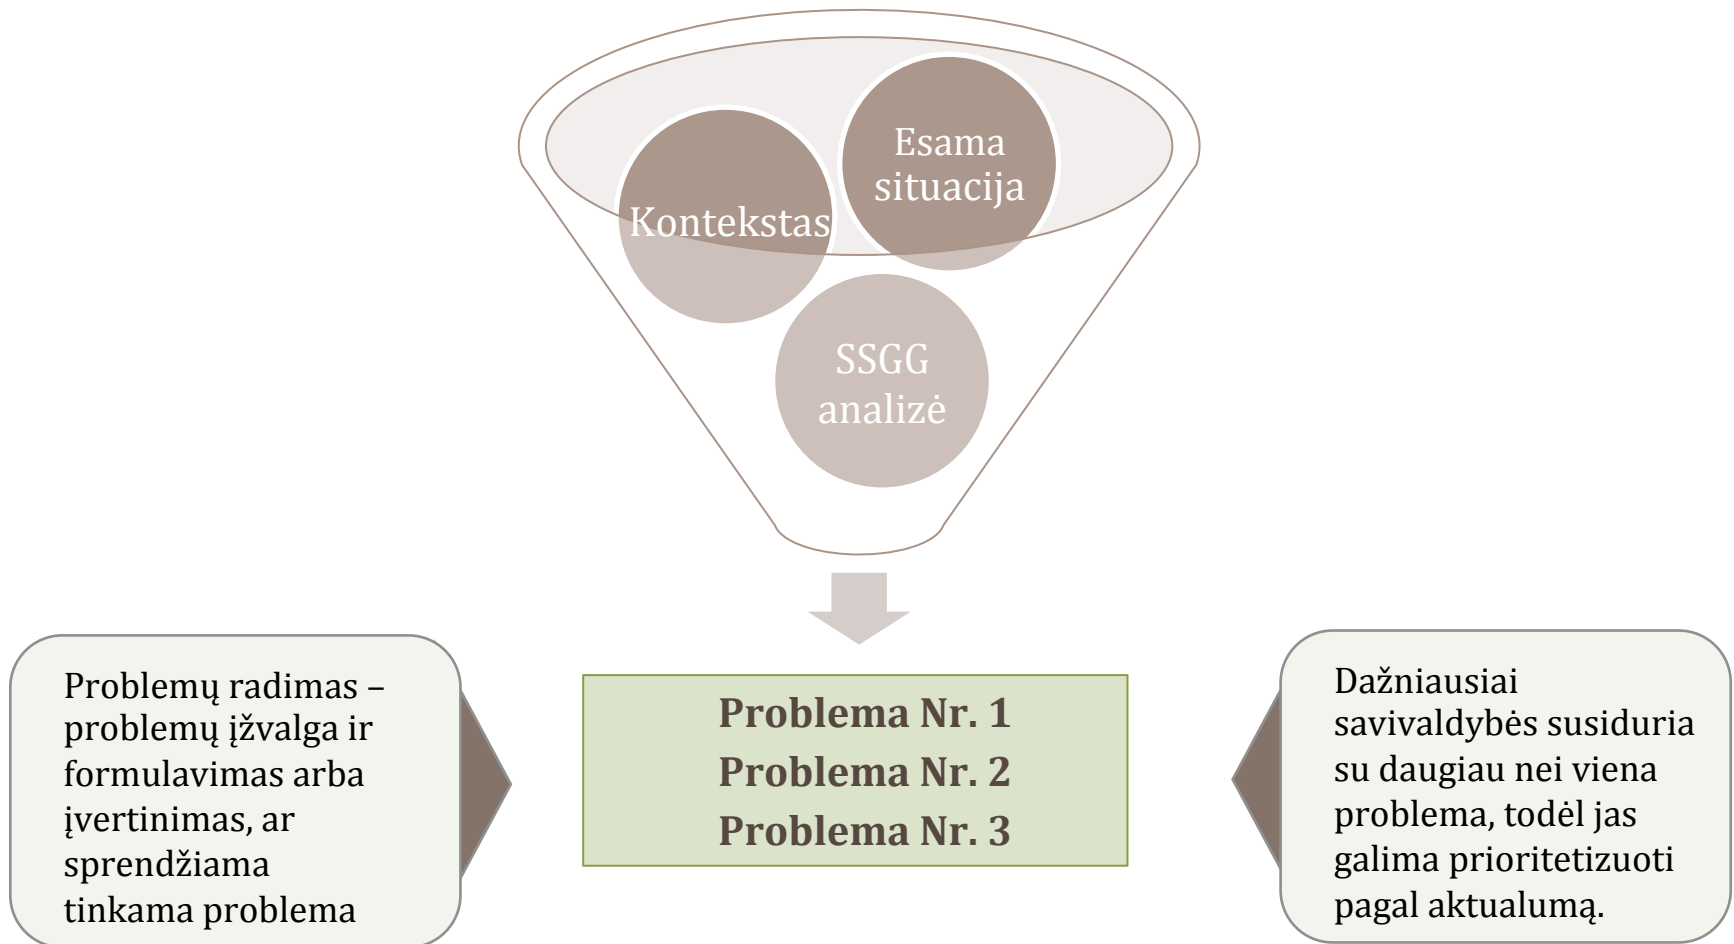 Esama
situacija
Kontekstas
SSGG
analizė
Problemų radimas –
problemų įžvalga ir
formulavimas arba
įvertinimas, ar
sprendžiama
tinkama problema
Problema Nr. 1
Problema Nr. 2
Problema Nr. 3
Dažniausiai
savivaldybės susiduria
su daugiau nei viena
problema, todėl jas
galima prioritetizuoti
pagal aktualumą.